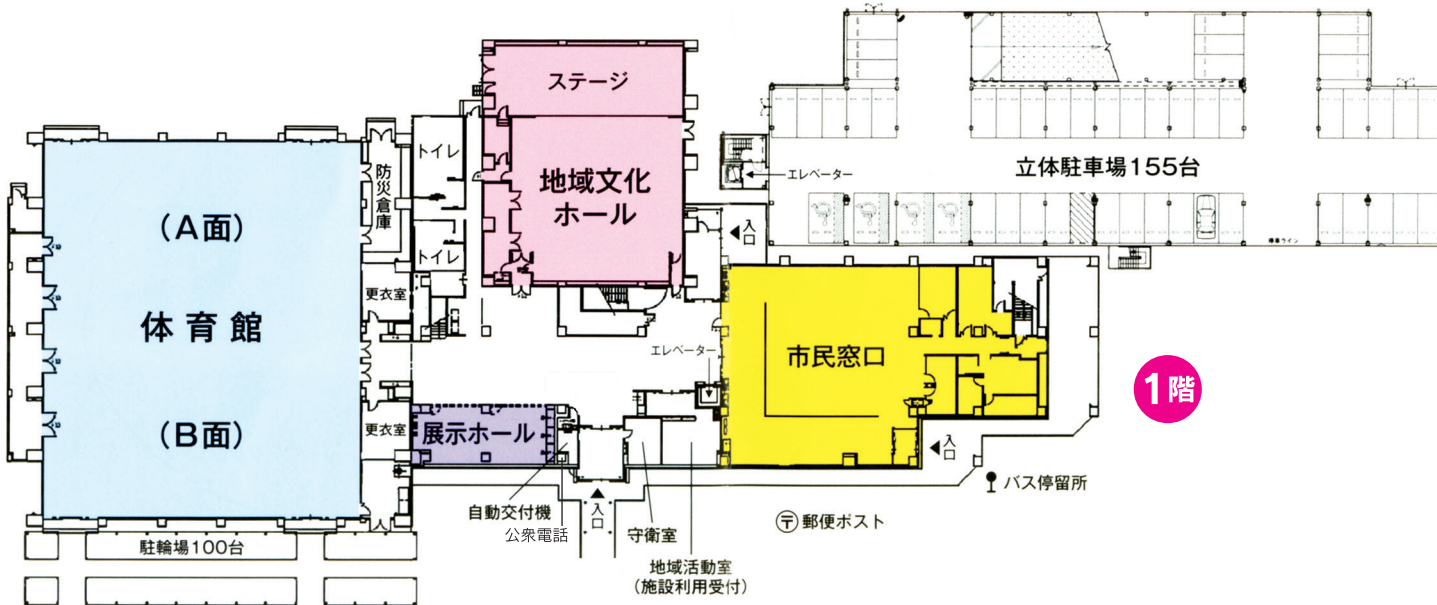 ステージ
地域文化
ホール
トイレ
防災倉庫
トイレ
更衣室
(A面)
体育館
(B面)
更衣室
展示ホール
エレベーター
入口
エレベーター
立体駐車場155台
停車ライン
市民窓口
1階
入口
バス停留所
〒郵便ポスト
自動交付機
公衆電話
入口
守衛室
地域活動室
(施設利用受付)
駐輪場100台